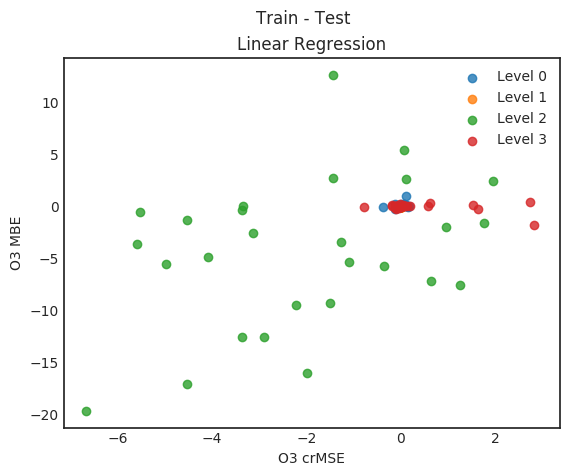 Train - Test
Linear Regression
Level 0
Level 1
Level 2
Level 3
10
5
0
−5
−10
−15
−20
O3 MBE
−6
−4
−2
0
2
O3 crMSE